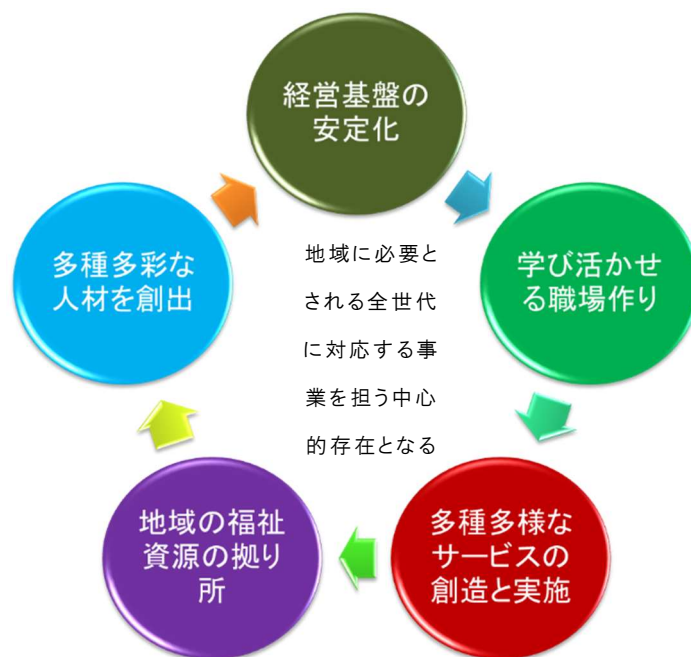 経営基盤の
安定化
学び活かせ
る職場作り
多種多様な
サービスの
創造と実施
地域の福祉
資源の拠り
所
多種多彩な
人材を創出
地域に必要と
される全世代
に対応する事
業を担う中心
的存在となる